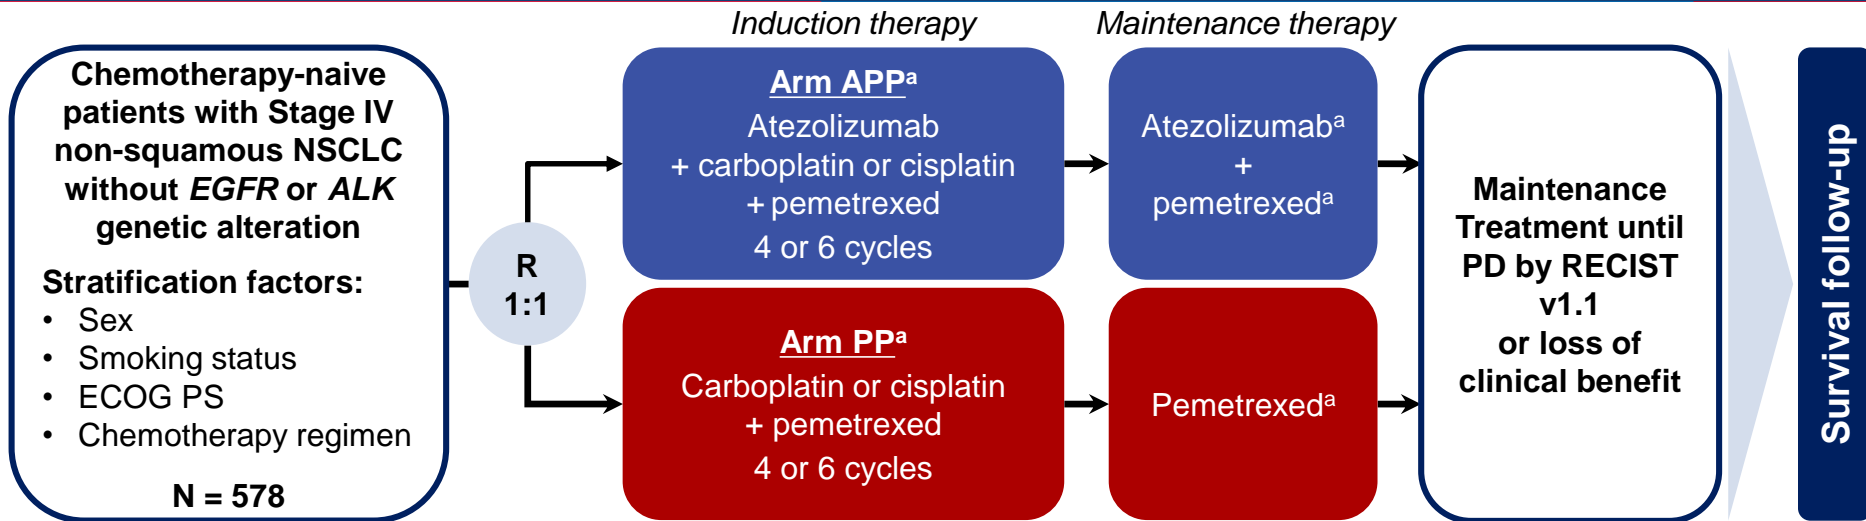 Induction therapy
Maintenance therapy
Chemotherapy-naive
patients with Stage IV
non-squamous NSCLC
without EGFR or ALK
genetic alteration
Stratification factors:
• Sex
• Smoking status
• ECOG PS
• Chemotherapy regimen
N = 578
R
1:1
Arm APPᵃ
Atezolizumab
+ carboplatin or cisplatin
+ pemetrexed
4 or 6 cycles
Atezolizumabᵃ
+
pemetrexedᵃ
Arm PPᵃ
Carboplatin or cisplatin
+ pemetrexed
4 or 6 cycles
Pemetrexedᵃ
Maintenance
Treatment until
PD by RECIST
v1.1
or loss of
clinical benefit
Survival follow-up